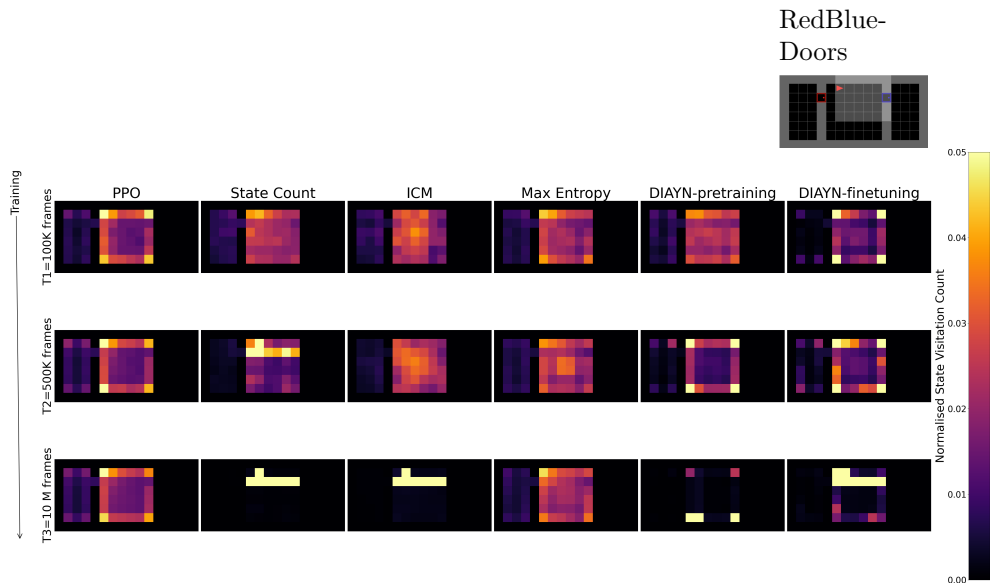 RedBlue-
Doors
Training
PPO
State Count
ICM
Max Entropy
DIAYN-pretraining
DIAYN-finetuning
T1=100K frames
T2=500K frames
T3=10 M frames
0.05
0.04
0.03
0.02
0.01
0.00
Normalised State Visitation Count